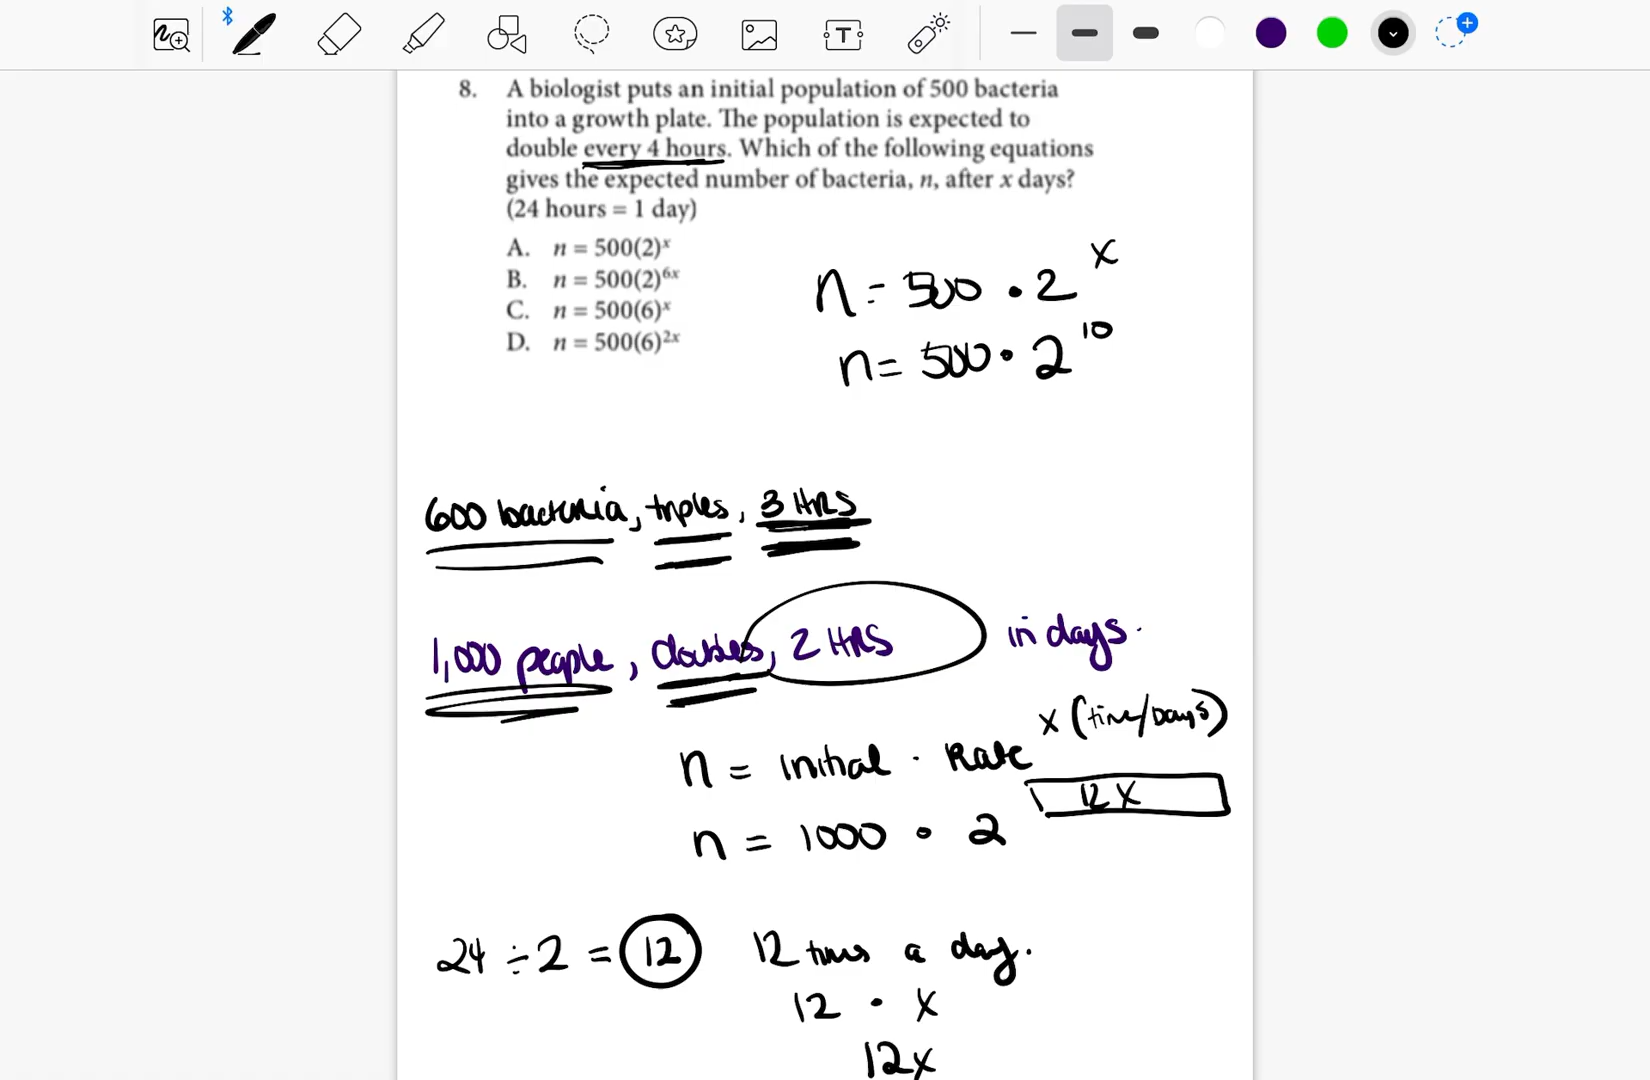 8. A biologist puts an initial population of 500 bacteria
into a growth plate. The population is expected to
double every 4 hours. Which of the following equations
gives the expected number of bacteria, n, after x days?
(24 hours = 1 day)
A. n = 500(2)ˣ
B. n = 500(2)⁶ˣ
C. n = 500(6)ˣ
D. n = 500(6)²ˣ
n = 500 · 2ˣ
n = 500 · 2¹⁰
600 bacteria, triples, 3 HRS
1,000 people, doubles, 2 HRS in days.
x (time/Days)
n = initial · Rate
12x
n = 1000 · 2
24 ÷ 2 = 12 12 times a day.
12 · x
12x